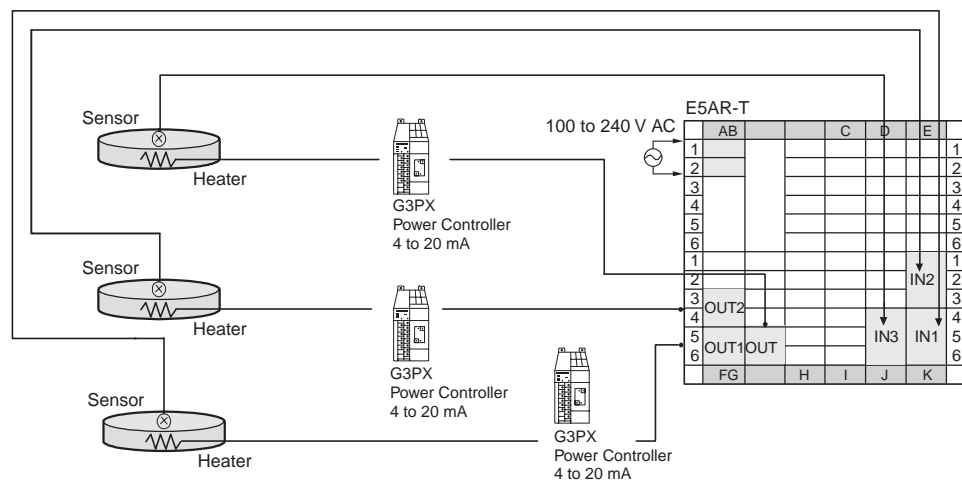 Sensor
Heater
G3PX
Power Controller
4 to 20 mA
Sensor
Heater
G3PX
Power Controller
4 to 20 mA
Sensor
Heater
G3PX
Power Controller
4 to 20 mA
100 to 240 V AC
E5AR-T
AB C D E
1 1
2 2
3 3
4 4
5 5
6 6
1 1
2 IN2 2
3 3
OUT2
4 4
5 IN3 IN1 5
OUT1 OUT
6 6
FG H I J K